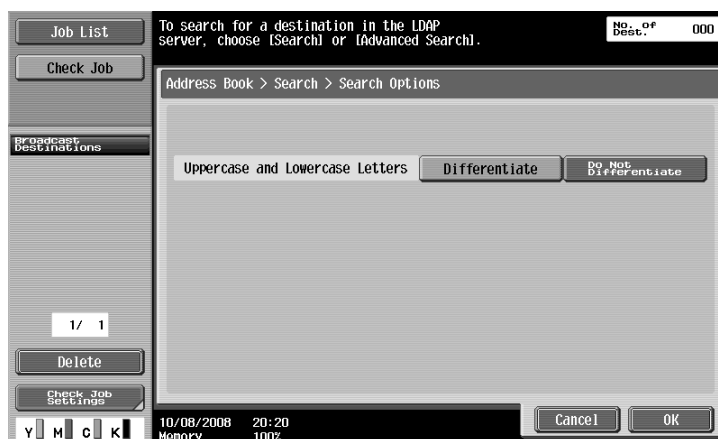 Job List
Check Job
To search for a destination in the LDAP
server, choose [Search] or [Advanced Search].
No. of
Dest.
000
Address Book > Search > Search Options
Broadcast
Destinations
Uppercase and Lowercase Letters
Differentiate
Do Not
Differentiate
1/ 1
Delete
Check Job
Settings
Y M C K
10/08/2008 20:20
Memory 100%
Cancel
OK